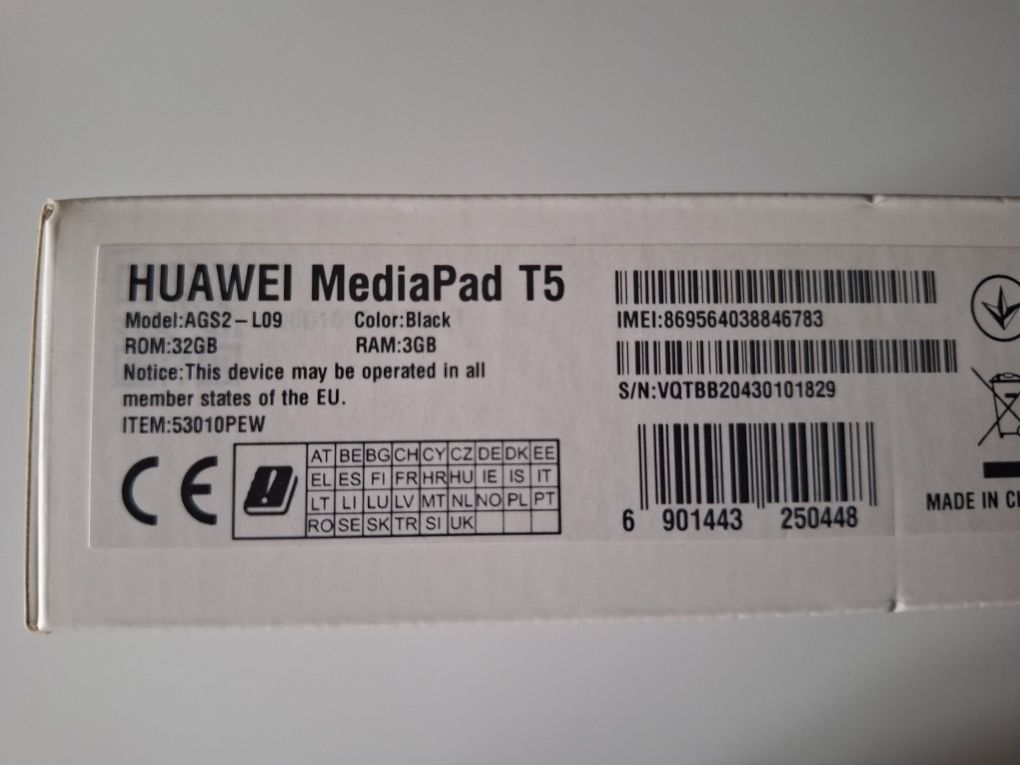 HUAWEI MediaPad T5
Model:AGS2-L09 Color:Black
ROM:32GB RAM:3GB
Notice:This device may be operated in all
member states of the EU.
ITEM:53010PEW
CE
AT BE BG CH CY CZ DE DK EE
EL ES FI FR HR HU IE IS IT
LT LI LU LV MT NL NO PL PT
RO SE SK TR SI UK
IMEI:869564038846783
S/N:VQTBB20430101829
6 901443 250448
MADE IN